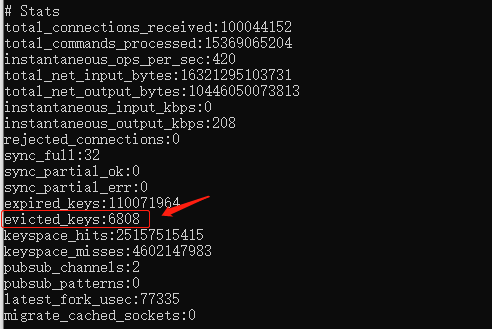 # Stats
total_connections_received:100044152
total_commands_processed:15369065204
instantaneous_ops_per_sec:420
total_net_input_bytes:16321295103731
total_net_output_bytes:10446050073813
instantaneous_input_kbps:0
instantaneous_output_kbps:208
rejected_connections:0
sync_full:32
sync_partial_ok:0
sync_partial_err:0
expired_keys:110071964
evicted_keys:6808
keyspace_hits:25157515415
keyspace_misses:4602147983
pubsub_channels:2
pubsub_patterns:0
latest_fork_usec:77335
migrate_cached_sockets:0